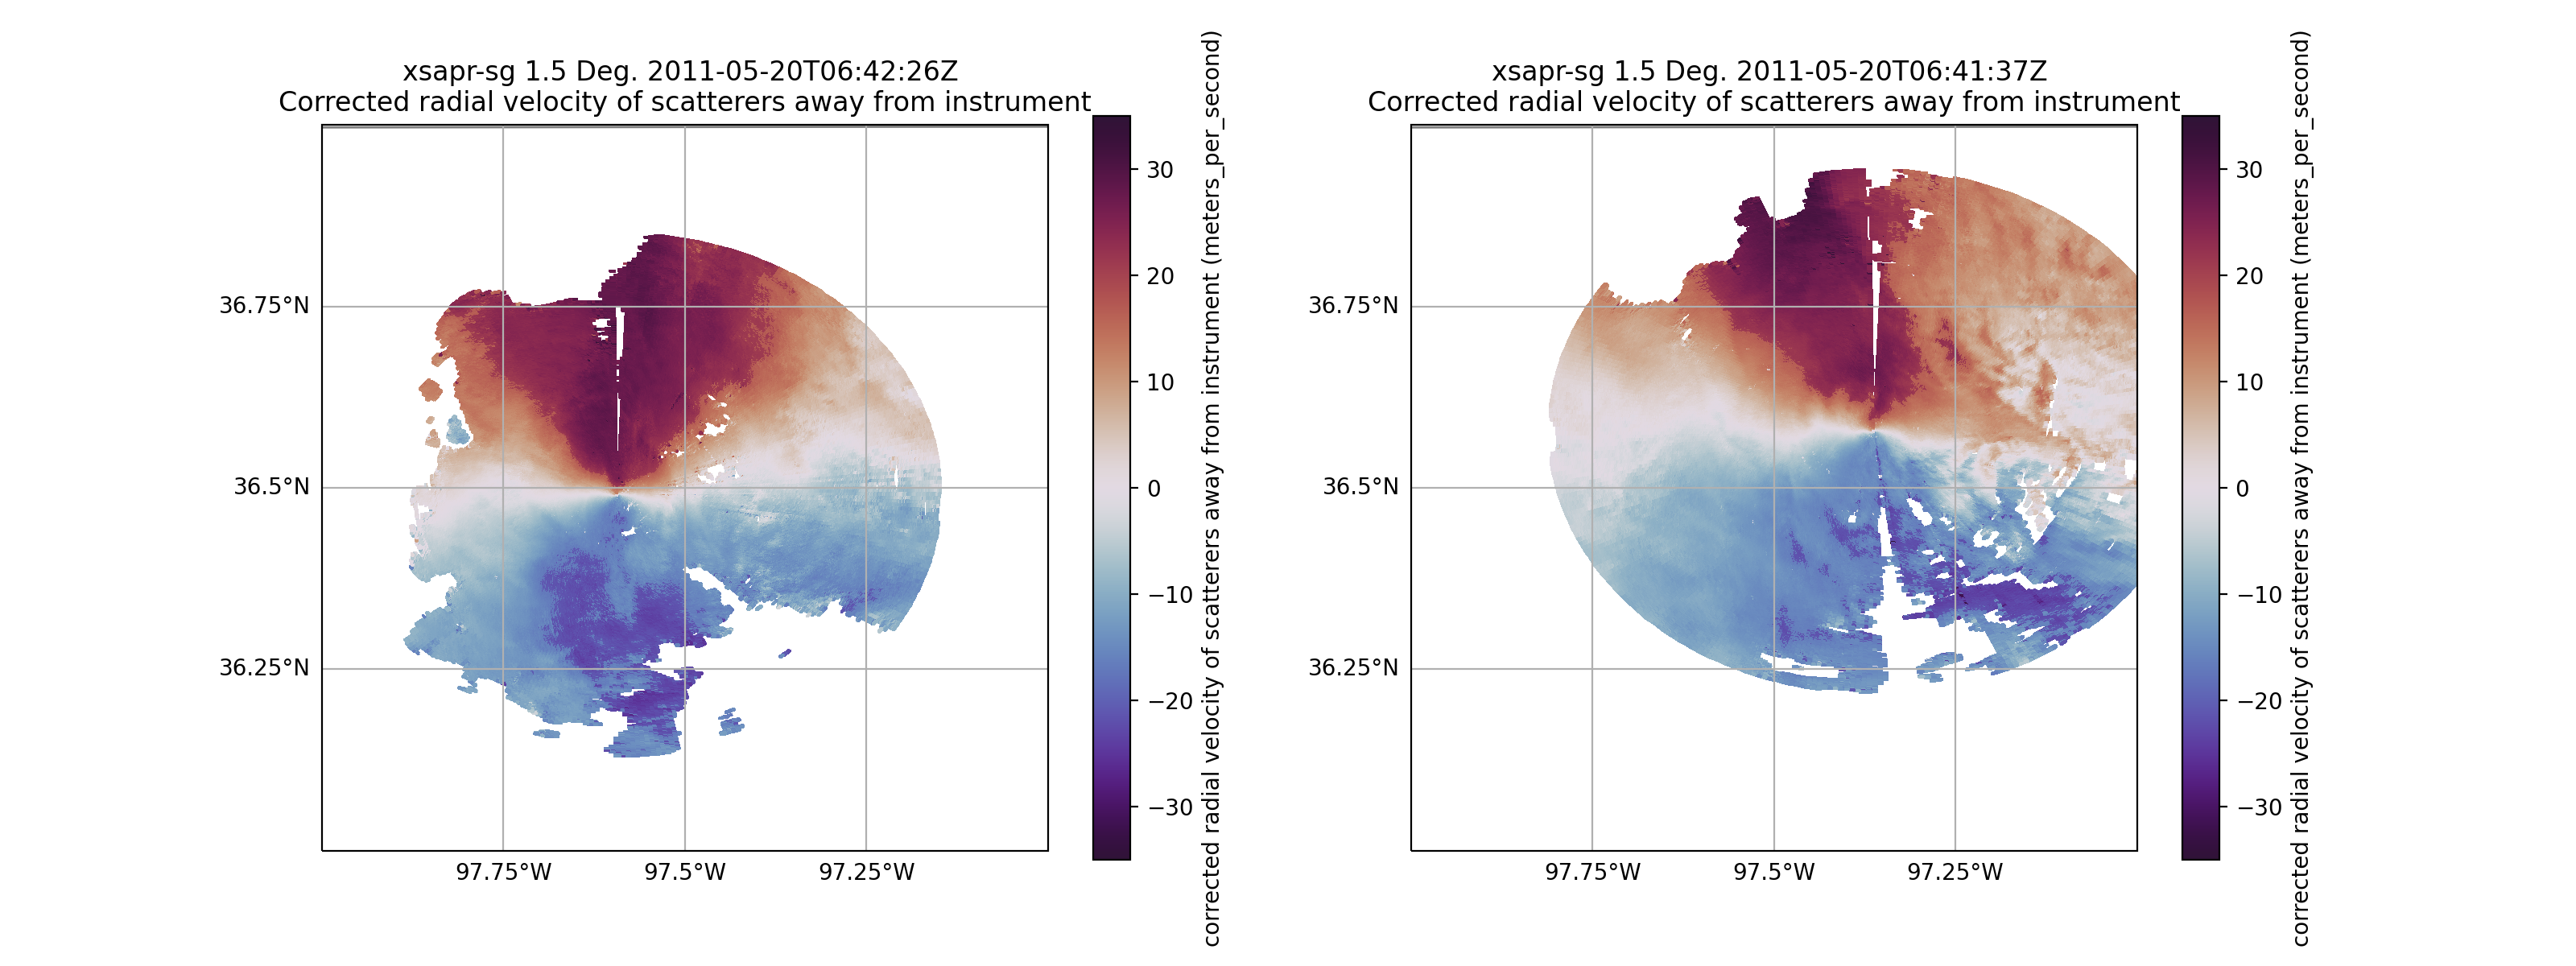 xsapr-sg 1.5 Deg. 2011-05-20T06:42:26Z
Corrected radial velocity of scatterers away from instrument
36.75°N
36.5°N
36.25°N
97.75°W
97.5°W
97.25°W
30
20
10
0
−10
−20
−30
corrected radial velocity of scatterers away from instrument (meters_per_second)
xsapr-sg 1.5 Deg. 2011-05-20T06:41:37Z
Corrected radial velocity of scatterers away from instrument
36.75°N
36.5°N
36.25°N
97.75°W
97.5°W
97.25°W
30
20
10
0
−10
−20
−30
corrected radial velocity of scatterers away from instrument (meters_per_second)